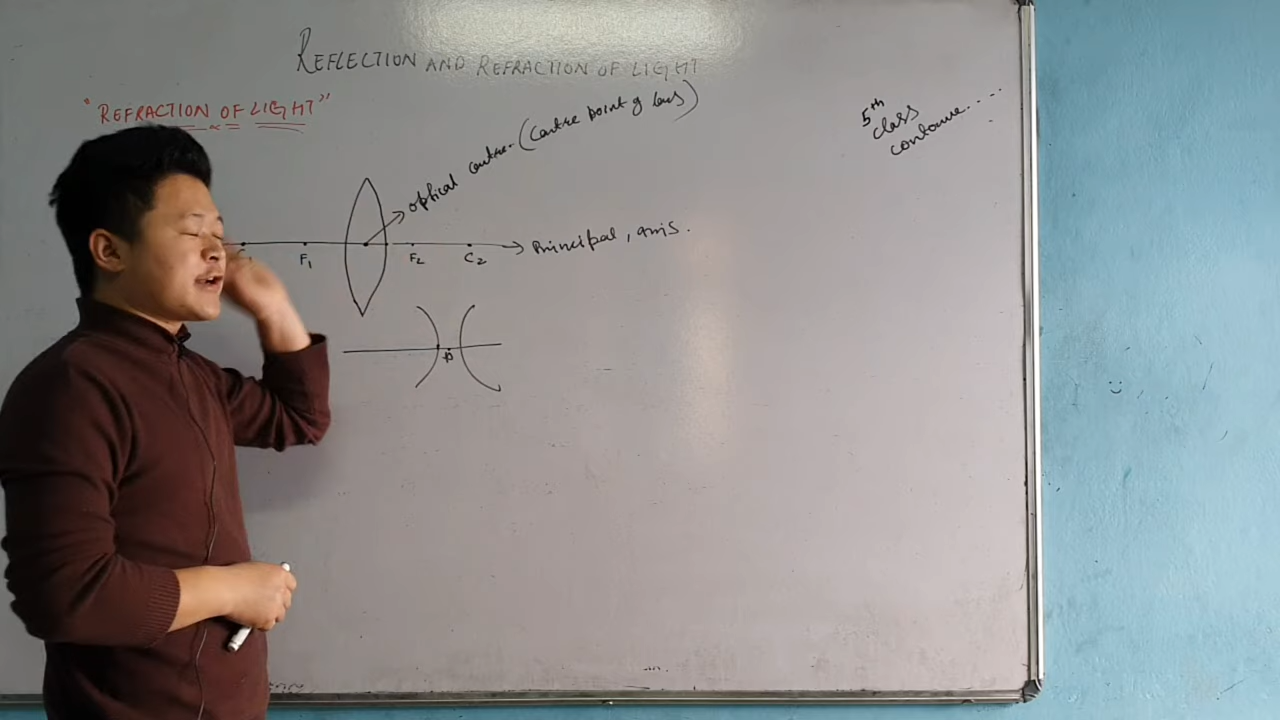 REFLECTION AND REFRACTION OF LIGHT
"REFRACTION OF LIGHT"
5th
class
continue....
optical centre. (Centre point of lens)
Principal, axis.
F1
F2
C2